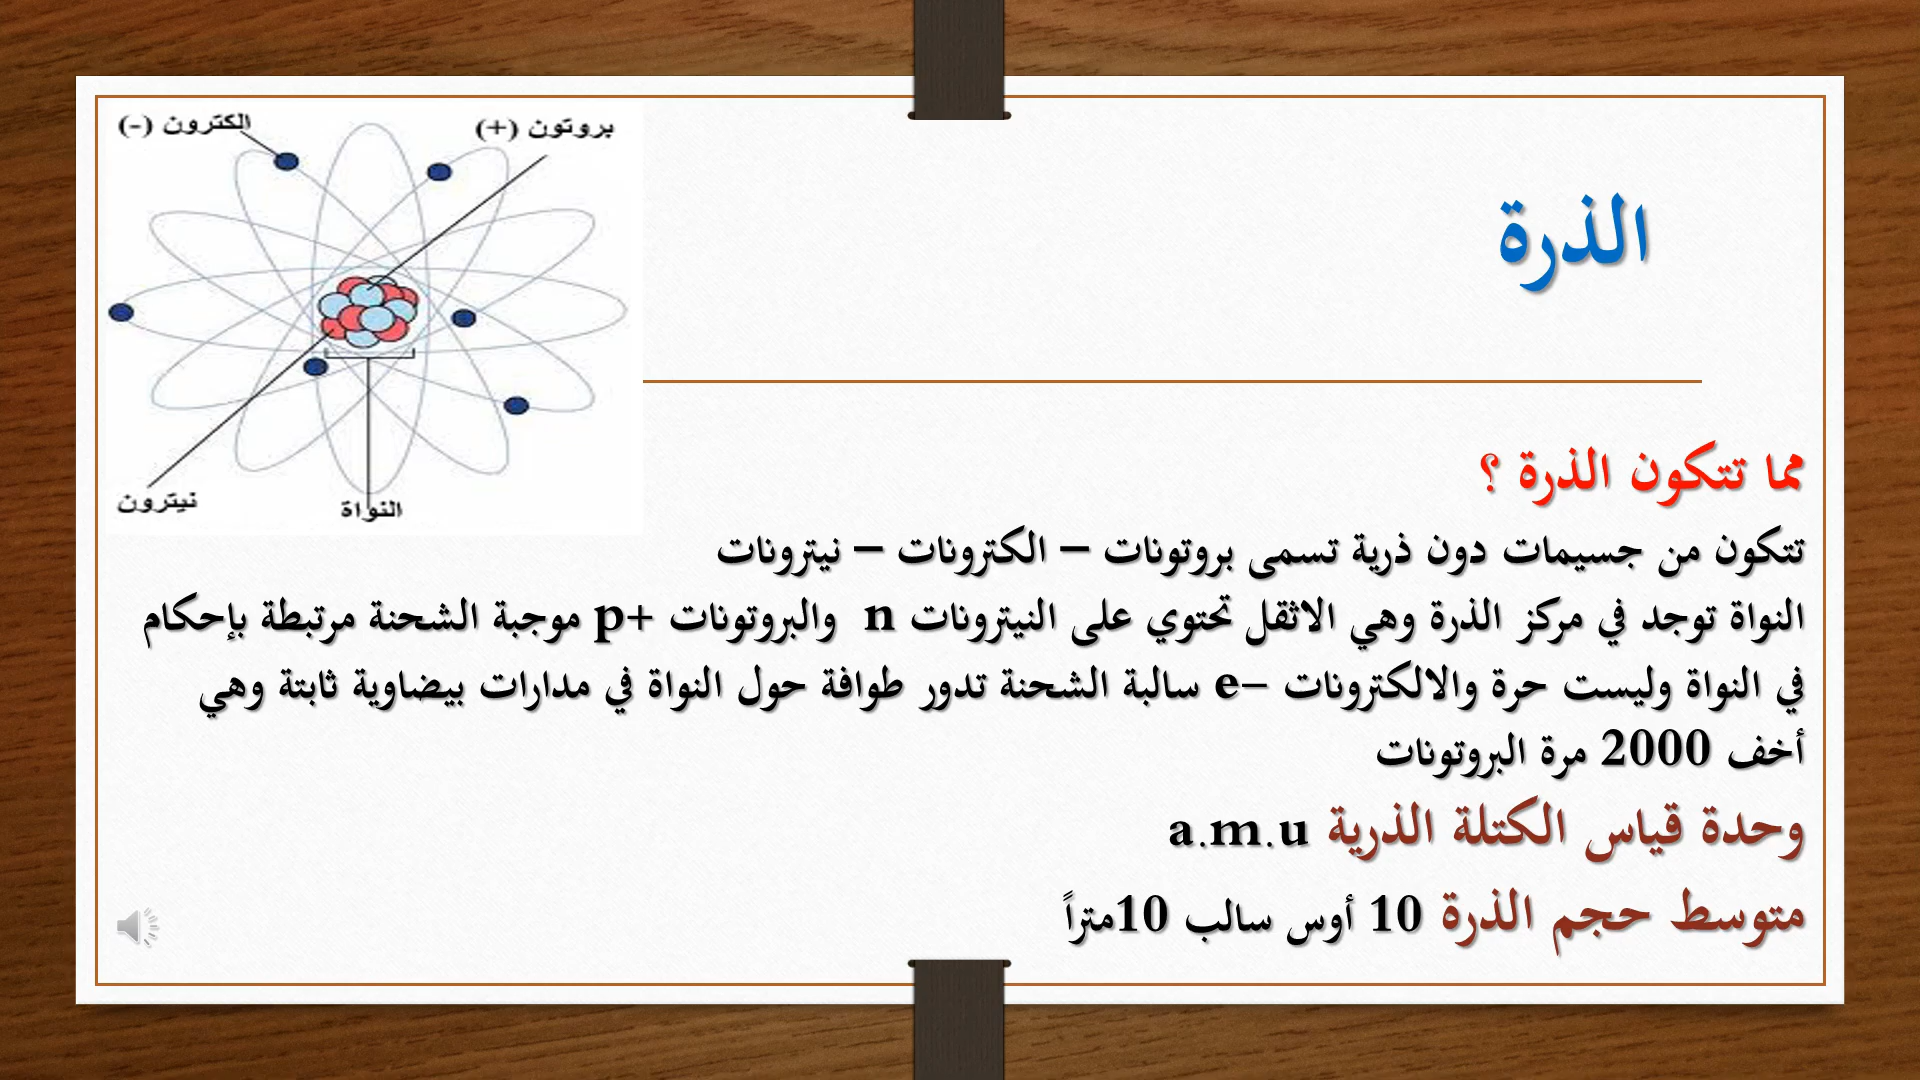 الكترون (-)
بروتون (+)
نيترون
النواة
الذرة
مما تتكون الذرة ؟
تتكون من جسيمات دون ذرية تسمى بروتونات – الكترونات – نيترونات
النواة توجد في مركز الذرة وهي الاثقل تحتوي على النيترونات n والبروتونات p+ موجبة الشحنة مرتبطة بإحكام
في النواة وليست حرة والالكترونات e– سالبة الشحنة تدور طوافة حول النواة في مدارات بيضاوية ثابتة وهي
أخف 2000 مرة البروتونات
وحدة قياس الكتلة الذرية a.m.u
متوسط حجم الذرة 10 أوس سالب 10متراً